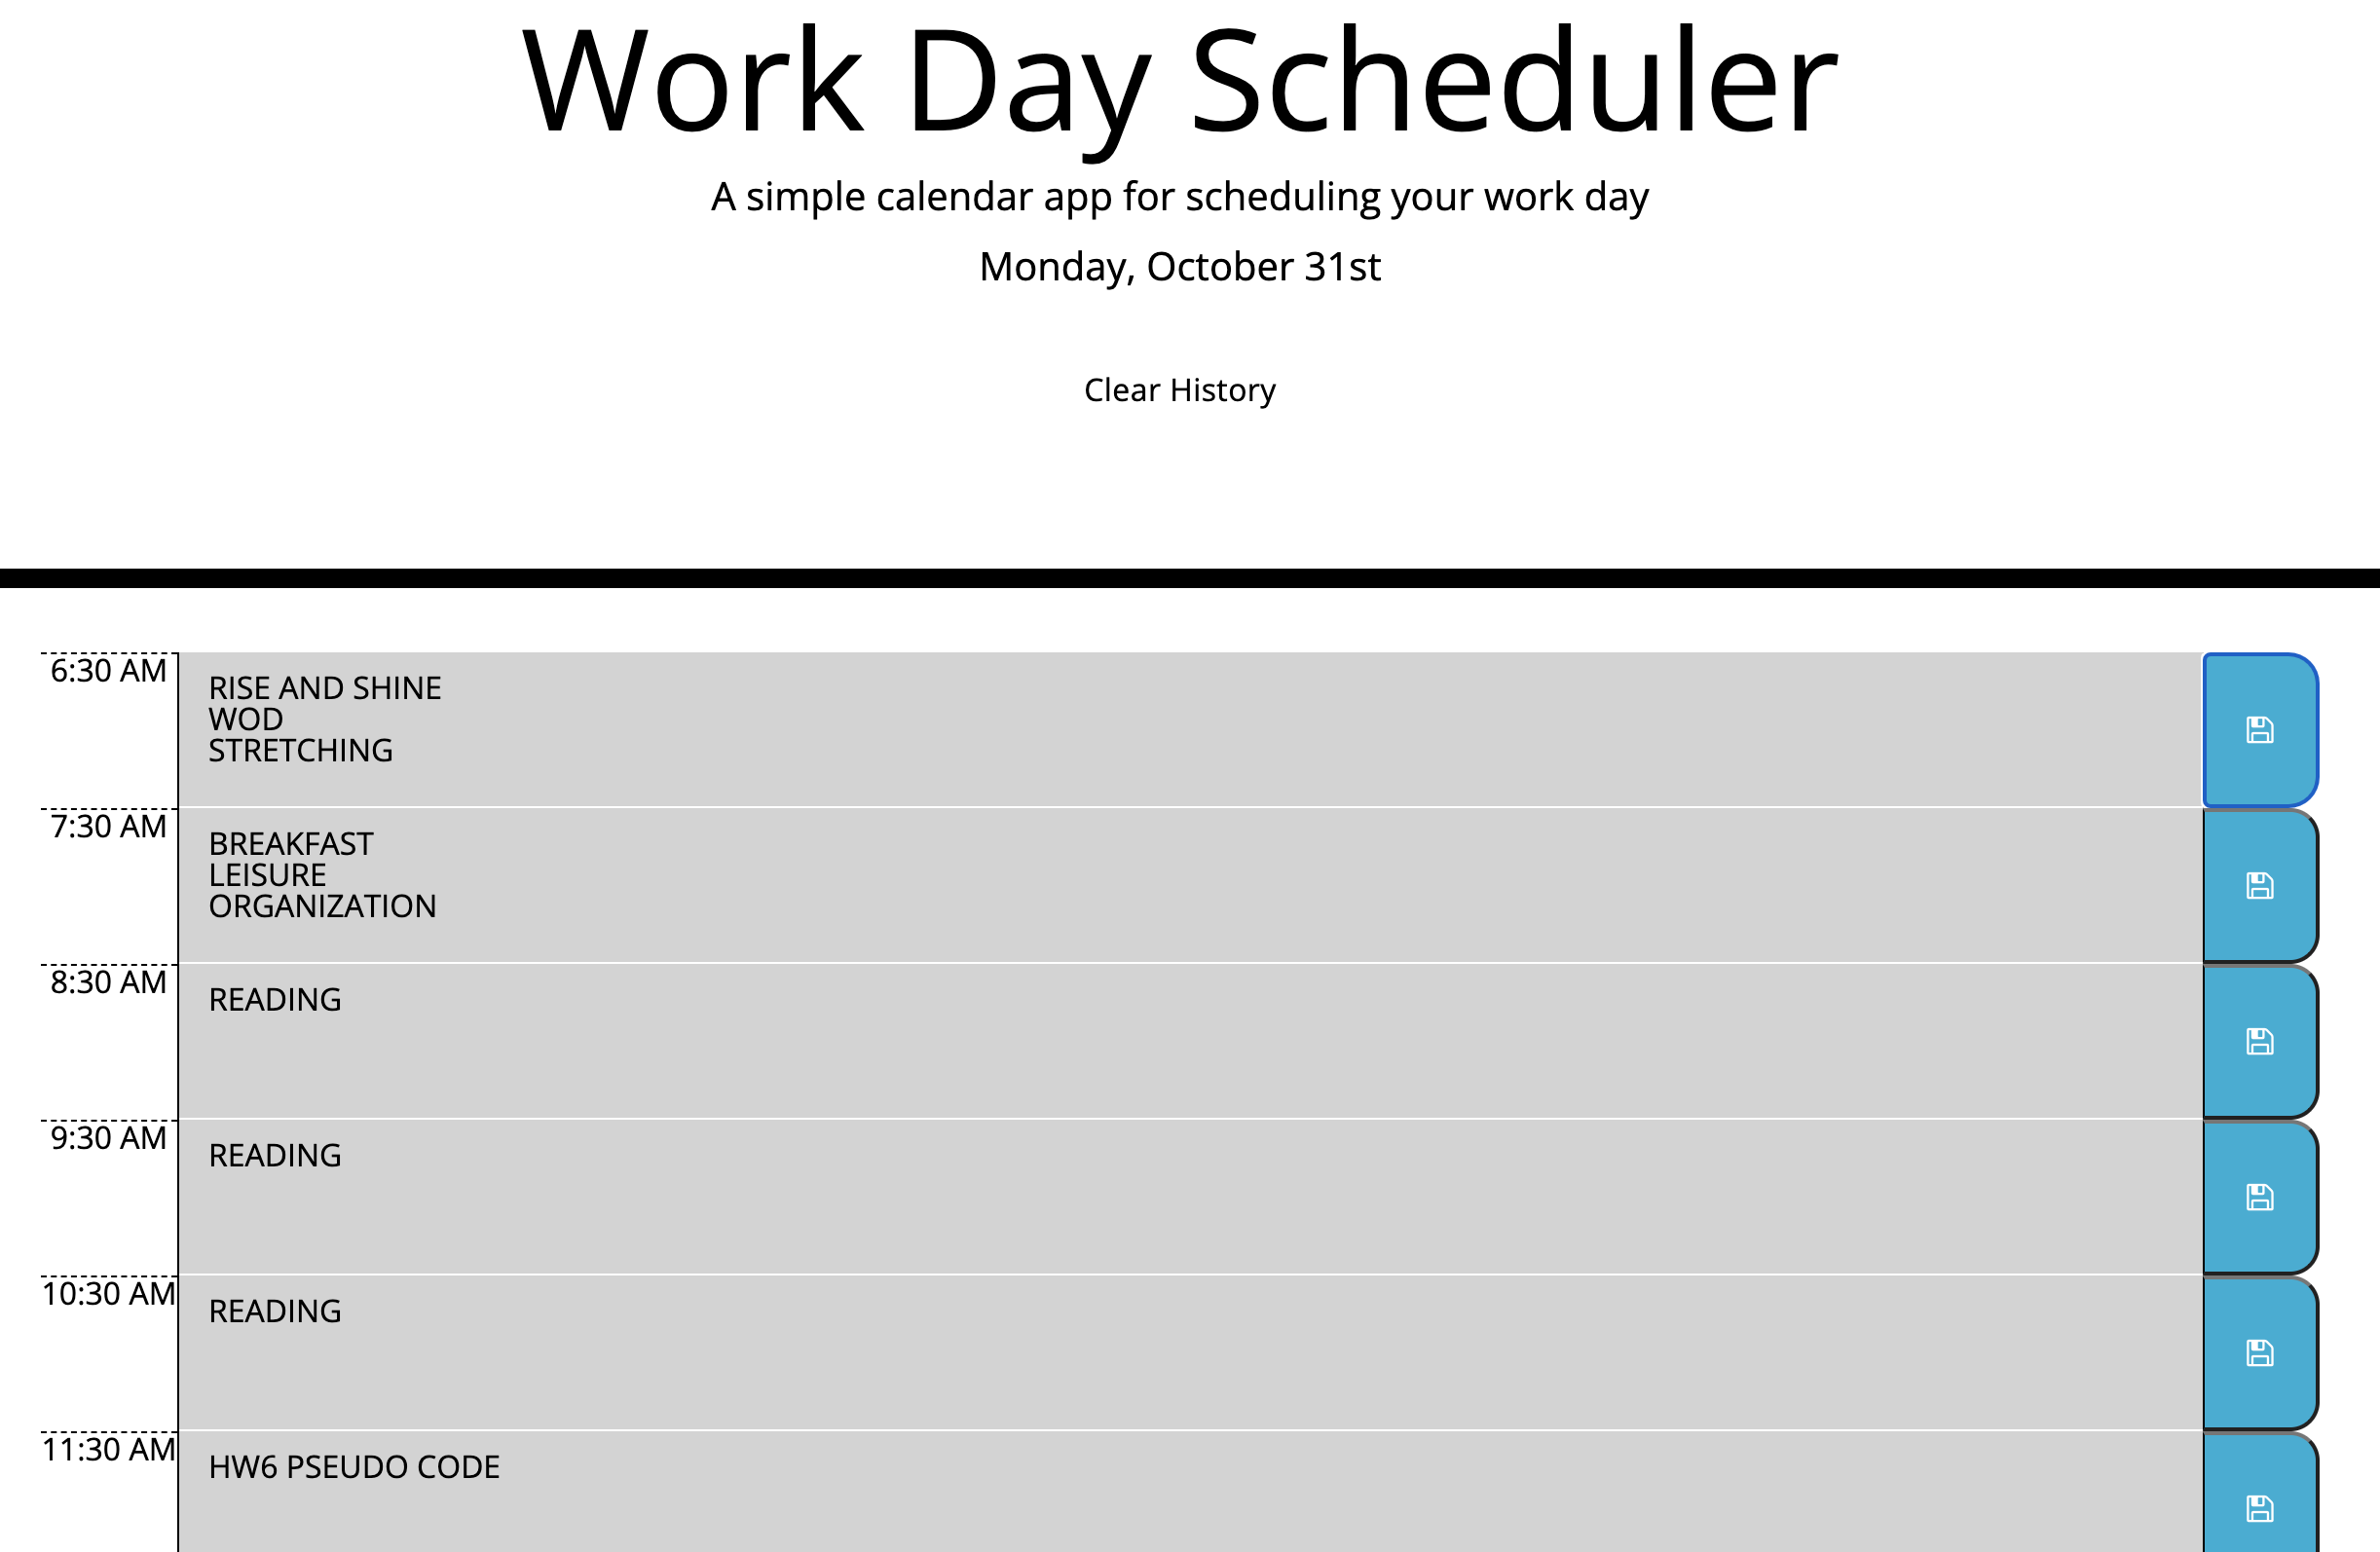 Work Day Scheduler
A simple calendar app for scheduling your work day
Monday, October 31st
Clear History
6:30 AM
RISE AND SHINE
WOD
STRETCHING
7:30 AM
BREAKFAST
LEISURE
ORGANIZATION
8:30 AM
READING
9:30 AM
READING
10:30 AM
READING
11:30 AM
HW6 PSEUDO CODE